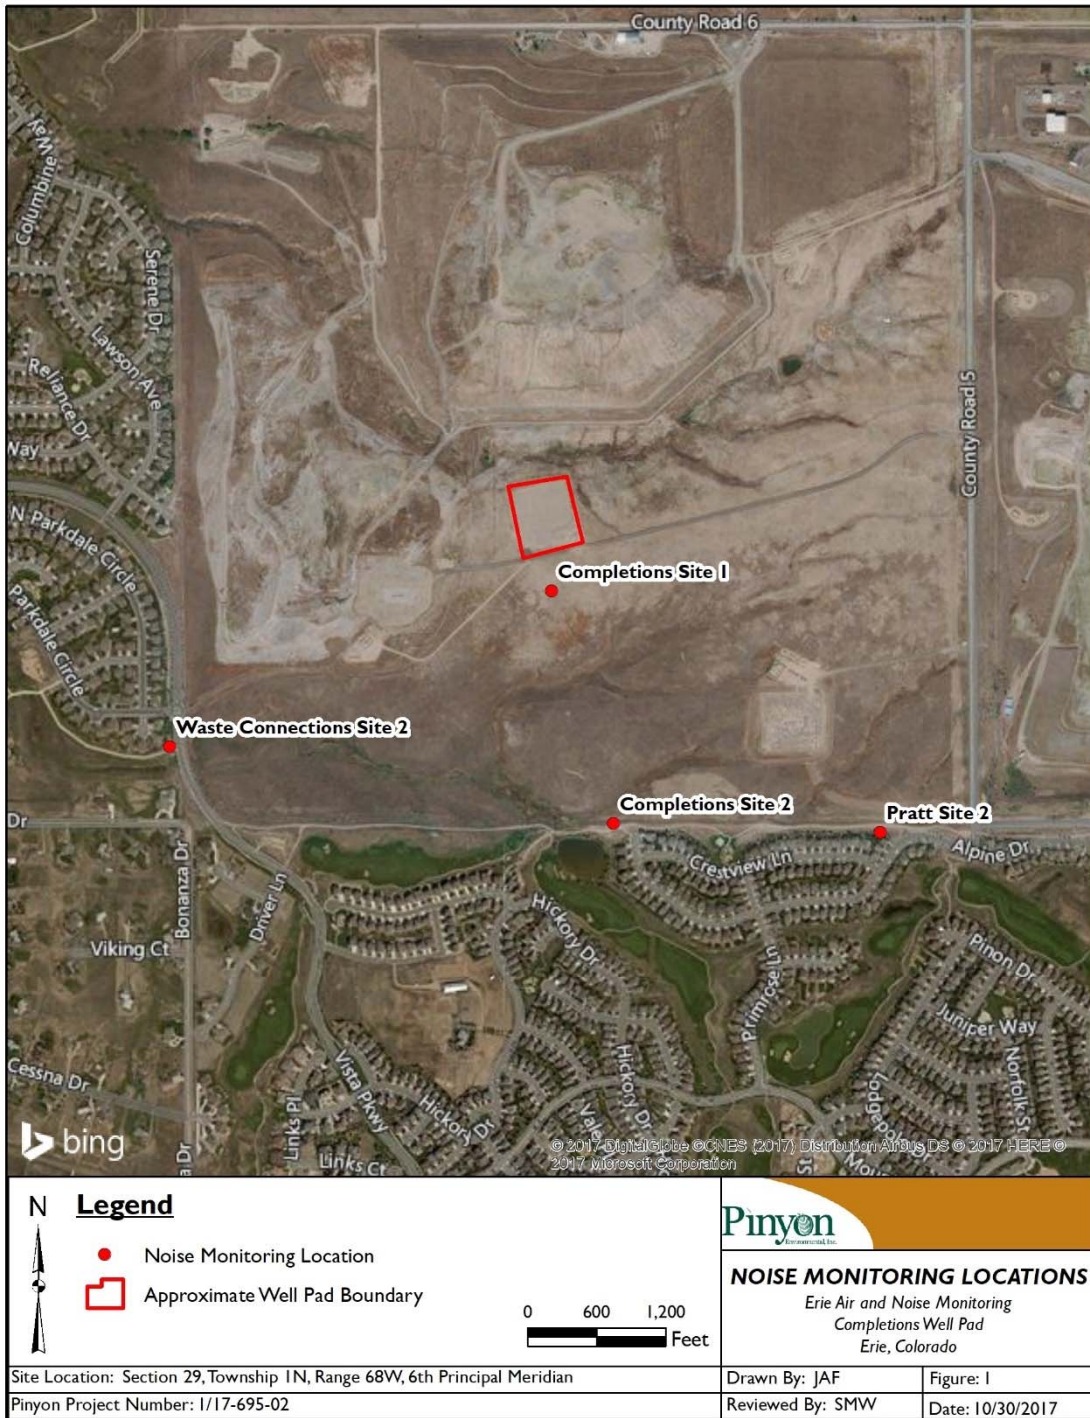 County Road 6
Columbine Way
Serene Dr
Lawson Ave
Reliance Dr
Way
N Parkdale Circle
Parkdale Circle
County Road 5
Completions Site 1
Waste Connections Site 2
Completions Site 2
Pratt Site 2
Dr
Crestview Ln
Alpine Dr
Bonanza Dr
Driver Ln
Viking Ct
Hickory Dr
Primrose Ln
Pinon Dr
Juniper Way
Norfolk St
Cessna Dr
Vista Pkwy
Links Pl
Hickory Dr
Hickory Dr
Links Ct
a Dr
St
bing
© 2017 DigitalGlobe ©CNES (2017) Distribution Airbus DS © 2017 HERE ©
2017 Microsoft Corporation
N
Legend
Noise Monitoring Location
Approximate Well Pad Boundary
0 600 1,200
Feet
Pinyon
Environmental, Inc.
NOISE MONITORING LOCATIONS
Erie Air and Noise Monitoring
Completions Well Pad
Erie, Colorado
Site Location: Section 29, Township 1N, Range 68W, 6th Principal Meridian
Drawn By: JAF
Figure: 1
Pinyon Project Number: 1/17-695-02
Reviewed By: SMW
Date: 10/30/2017